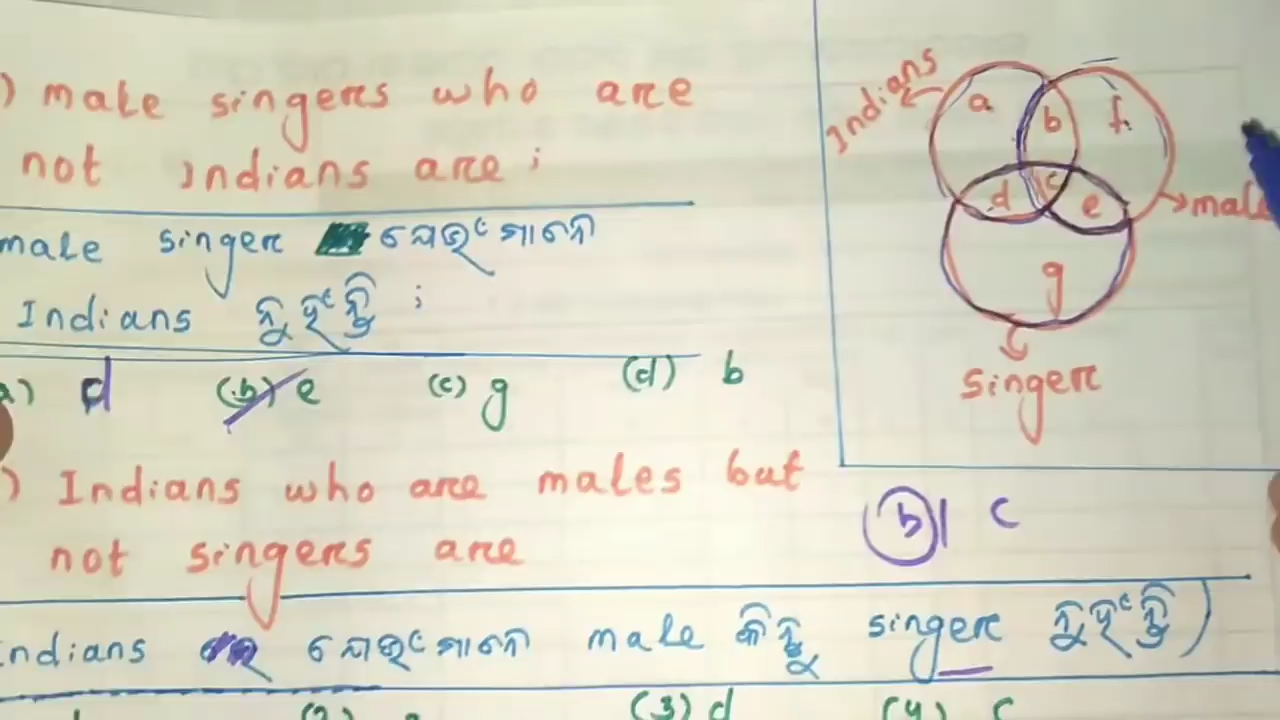 ) male singers who are
not indians are ;
male singer ଯେଉଁମାନେ
Indians ନୁହଁନ୍ତି ;
a) d (b) e (c) g (d) b
) Indians who are males but
not singers are
Indians ଯେଉଁମାନେ male କିନ୍ତୁ singer ନୁହଁନ୍ତି)
(3) d (4) c
Indians
a b f
d c e
male
g
singer
b c